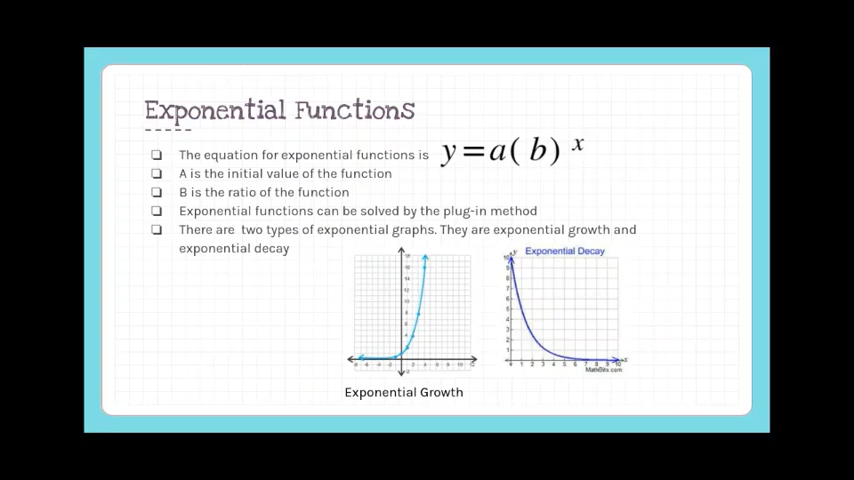 Exponential Functions
The equation for exponential functions is y=a( b) x
A is the initial value of the function
B is the ratio of the function
Exponential functions can be solved by the plug-in method
There are two types of exponential graphs. They are exponential growth and
exponential decay
Exponential Decay
MathBits.com
Exponential Growth